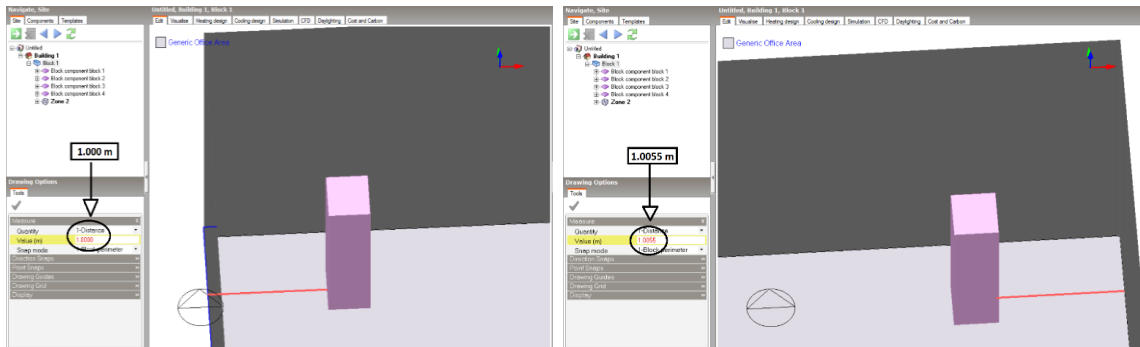 Navigate, Site
Site Components Templates
Untitled
Building 1
Block 1
Block component block 1
Block component block 2
Block component block 3
Block component block 4
Zone 2
1.000 m
Drawing Options
Tools
Measure
Quantity 1-Distance
Value (m) 1.0000
Snap mode 1-Block perimeter
Direction Snaps
Point Snaps
Drawing Guides
Drawing Grid
Display
Untitled, Building 1, Block 1
Edit Visualise Heating design Cooling design Simulation CFD Daylighting Cost and Carbon
Generic Office Area
Navigate, Site
Site Components Templates
Untitled
Building 1
Block 1
Block component block 1
Block component block 2
Block component block 3
Block component block 4
Zone 2
1.0055 m
Drawing Options
Tools
Measure
Quantity 1-Distance
Value (m) 1.0055
Snap mode 1-Block perimeter
Direction Snaps
Point Snaps
Drawing Guides
Drawing Grid
Display
Untitled, Building 1, Block 1
Edit Visualise Heating design Cooling design Simulation CFD Daylighting Cost and Carbon
Generic Office Area